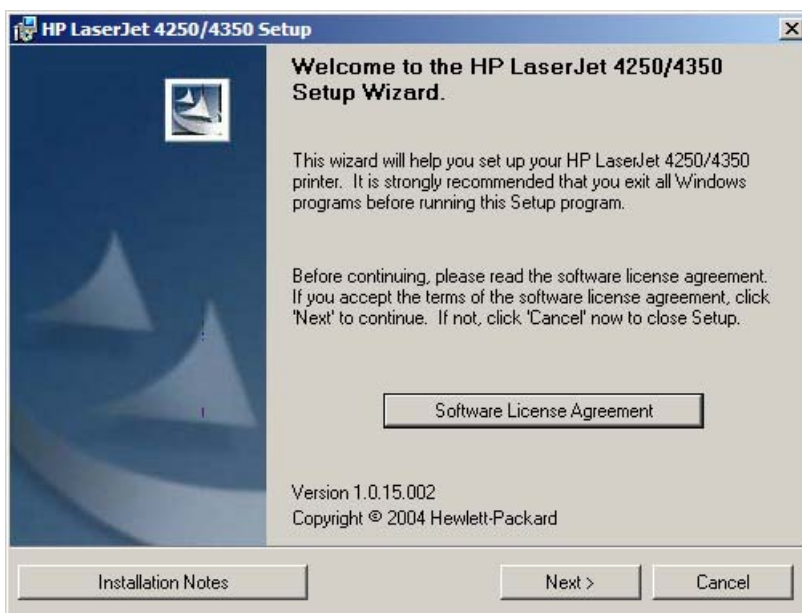 HP LaserJet 4250/4350 Setup
Welcome to the HP LaserJet 4250/4350
Setup Wizard.
This wizard will help you set up your HP LaserJet 4250/4350
printer. It is strongly recommended that you exit all Windows
programs before running this Setup program.
Before continuing, please read the software license agreement.
If you accept the terms of the software license agreement, click
'Next' to continue. If not, click 'Cancel' now to close Setup.
Software License Agreement
Version 1.0.15.002
Copyright © 2004 Hewlett-Packard
Installation Notes
Next >
Cancel